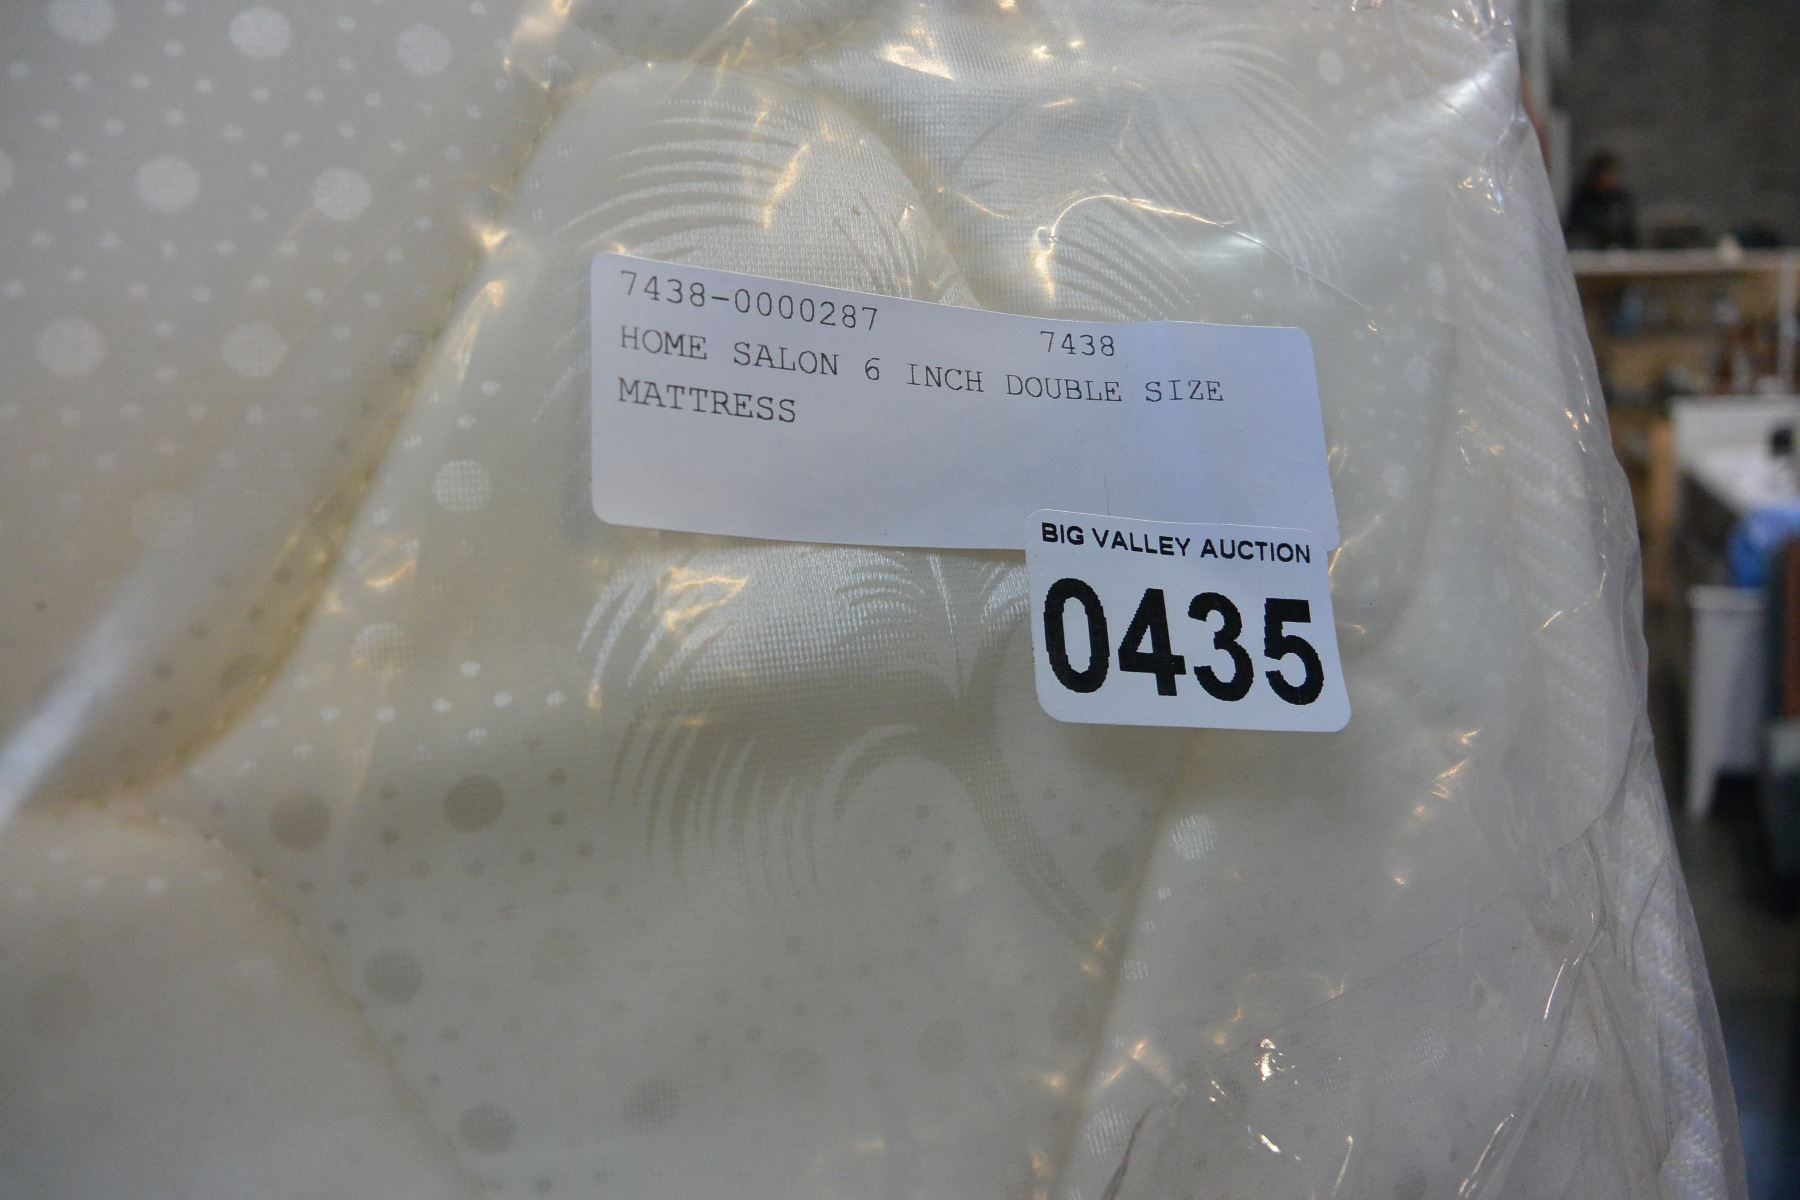 7438-0000287 7438
HOME SALON 6 INCH DOUBLE SIZE
MATTRESS
BIG VALLEY AUCTION
0435